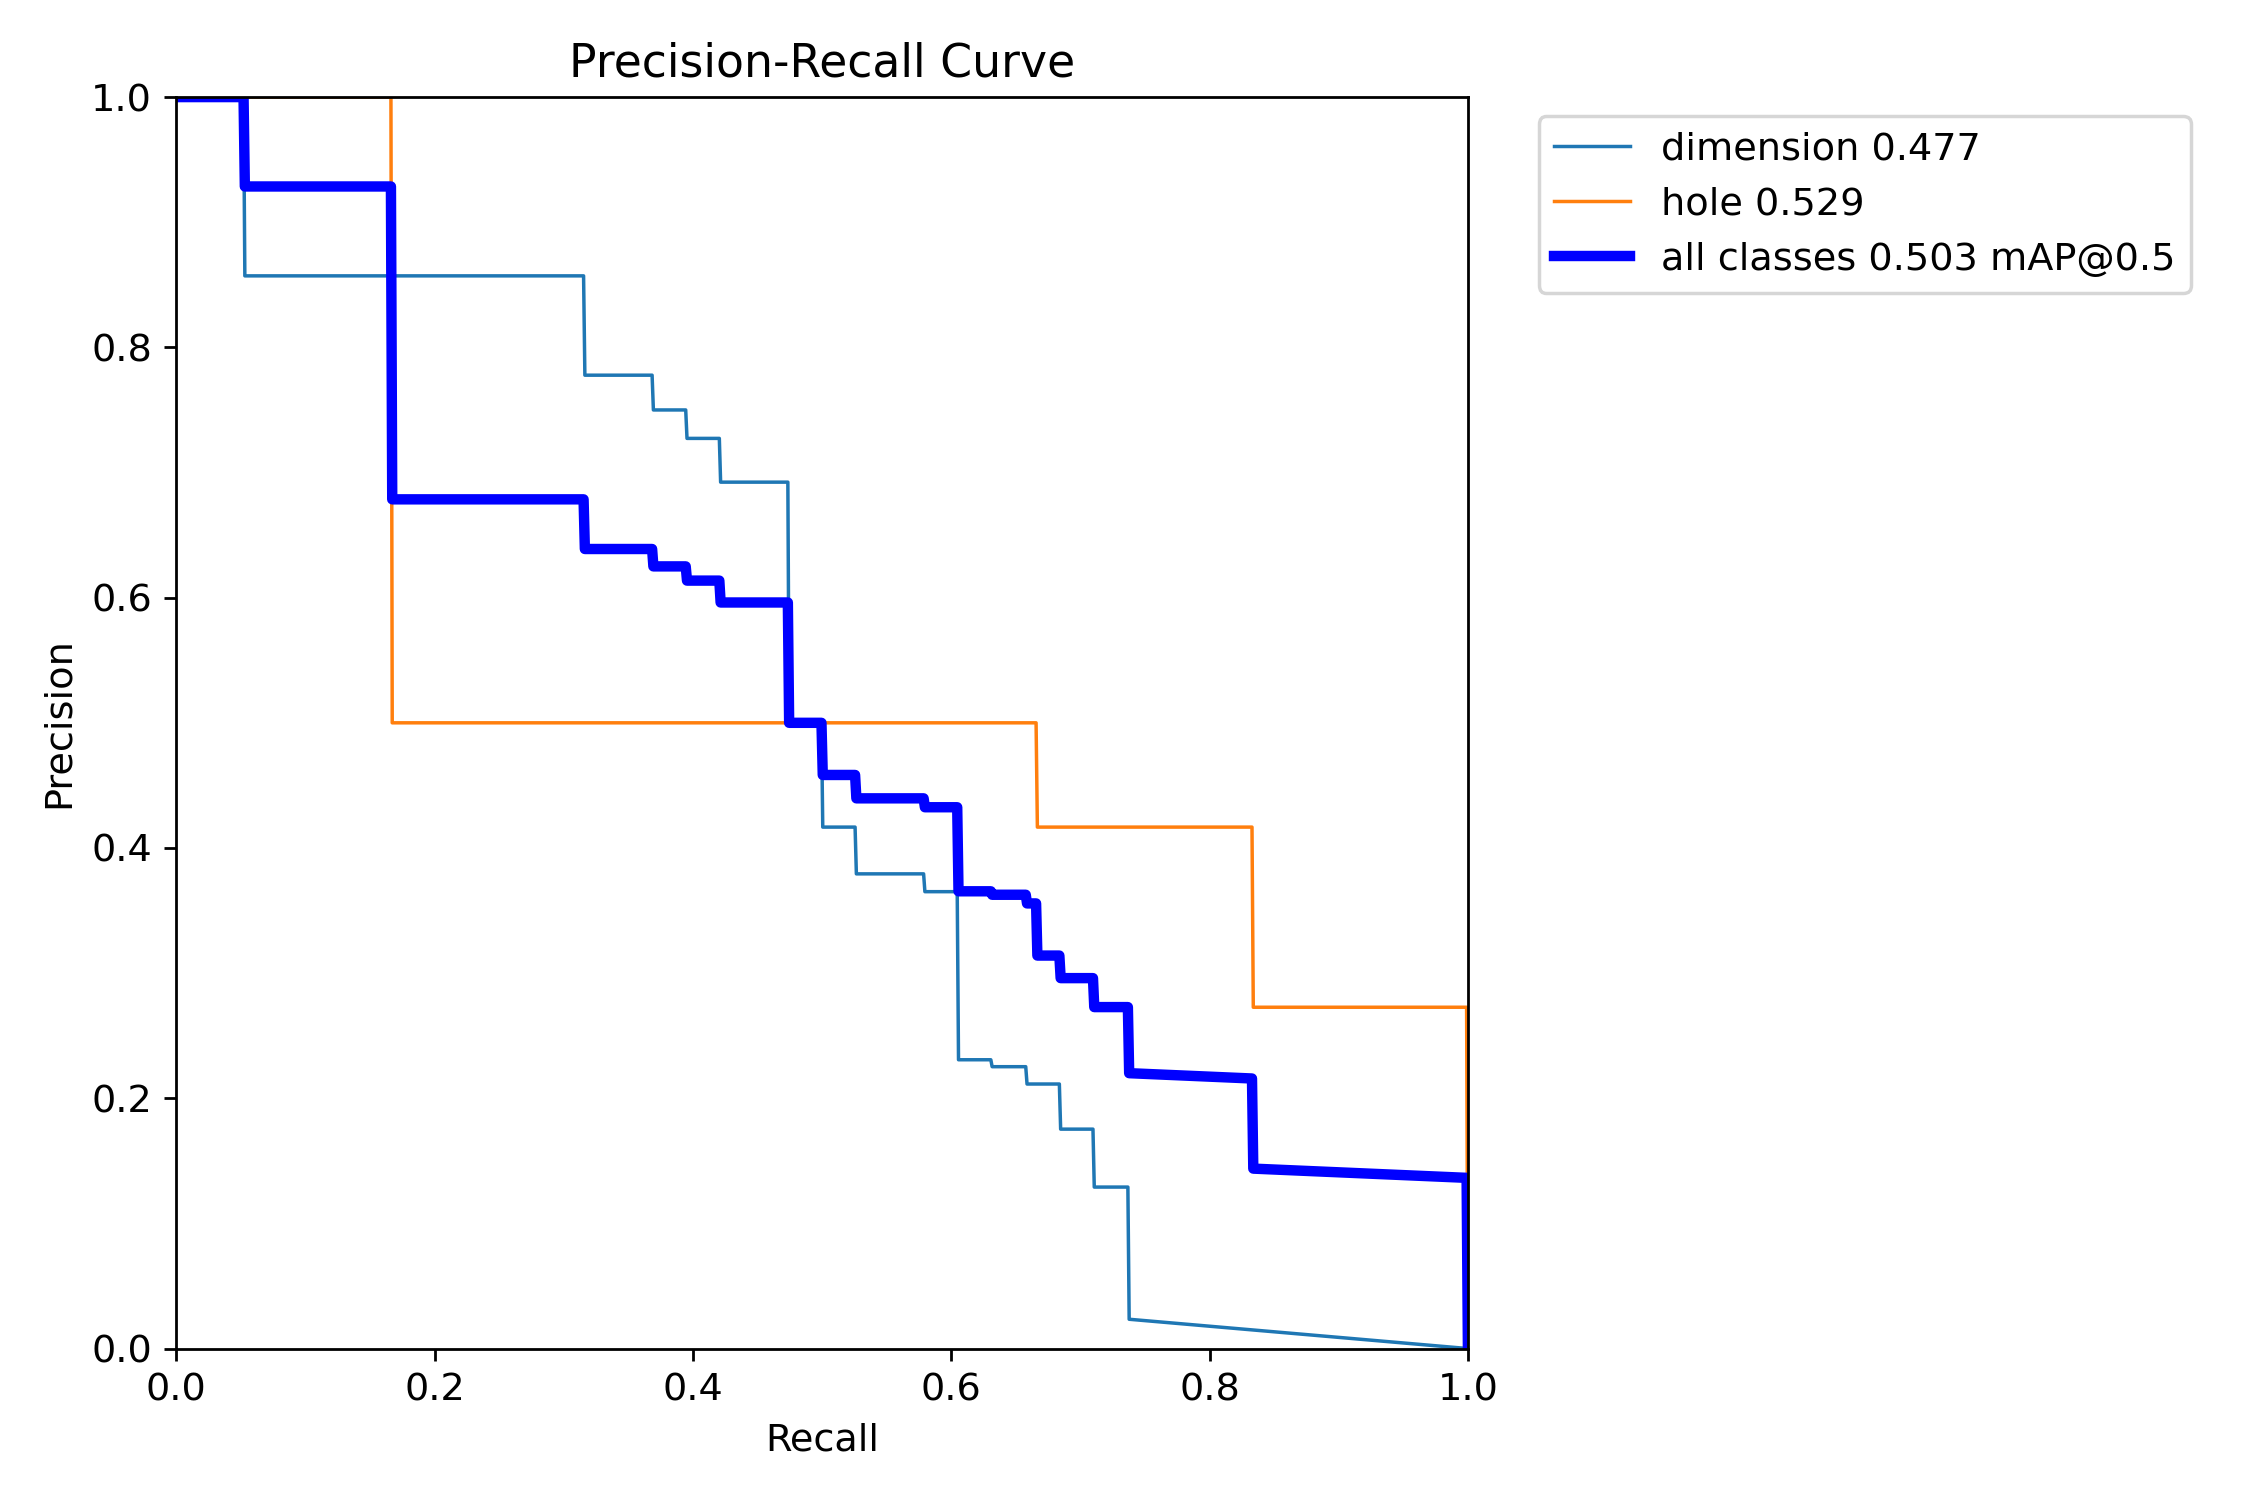 Precision-Recall Curve
1.0
0.8
0.6
0.4
0.2
0.0
Precision
0.0 0.2 0.4 0.6 0.8 1.0
Recall
dimension 0.477
hole 0.529
all classes 0.503 mAP@0.5